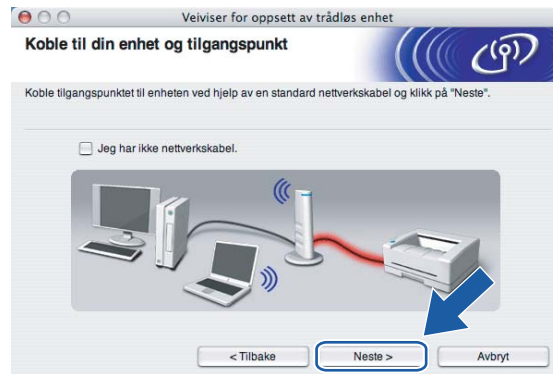 Veiviser for oppsett av trådløs enhet
Koble til din enhet og tilgangspunkt
Koble tilgangspunktet til enheten ved hjelp av en standard nettverkskabel og klikk på "Neste".
Jeg har ikke nettverkskabel.
< Tilbake
Neste >
Avbryt